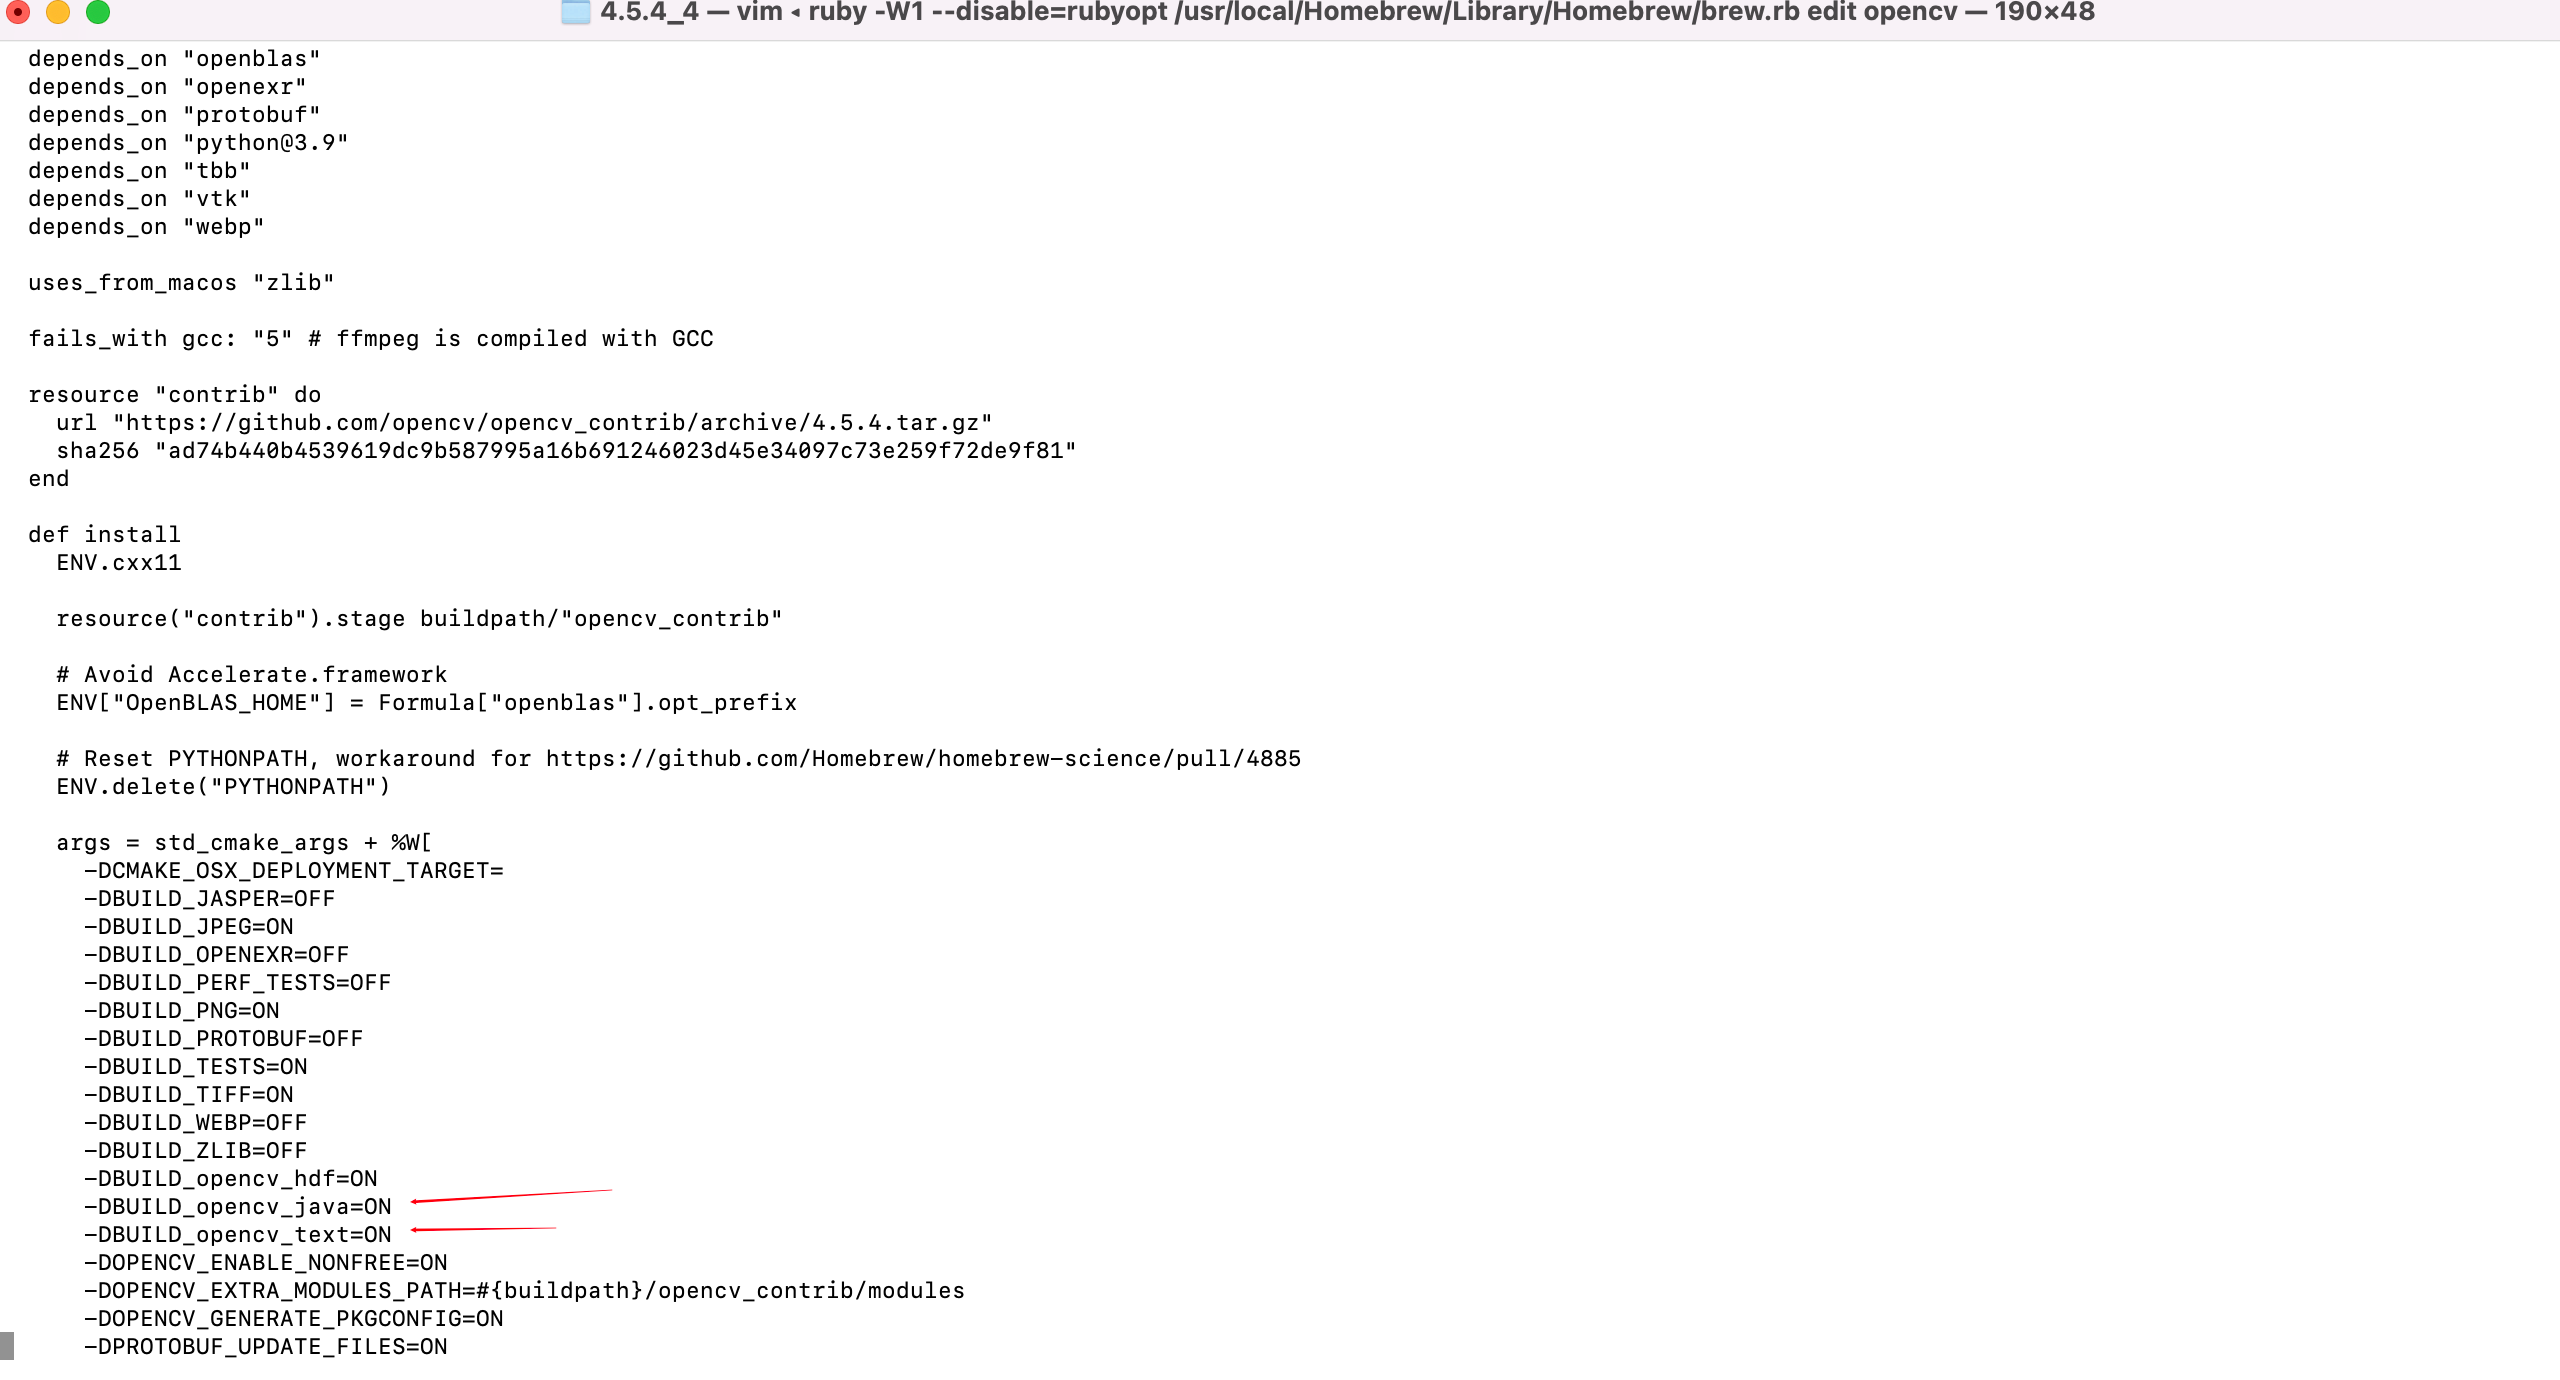 4.5.4_4 — vim ◂ ruby -W1 --disable=rubyopt /usr/local/Homebrew/Library/Homebrew/brew.rb edit opencv — 190×48
depends_on "openblas"
depends_on "openexr"
depends_on "protobuf"
depends_on "python@3.9"
depends_on "tbb"
depends_on "vtk"
depends_on "webp"
uses_from_macos "zlib"
fails_with gcc: "5" # ffmpeg is compiled with GCC
resource "contrib" do
url "https://github.com/opencv/opencv_contrib/archive/4.5.4.tar.gz"
sha256 "ad74b440b4539619dc9b587995a16b691246023d45e34097c73e259f72de9f81"
end
def install
ENV.cxx11
resource("contrib").stage buildpath/"opencv_contrib"
# Avoid Accelerate.framework
ENV["OpenBLAS_HOME"] = Formula["openblas"].opt_prefix
# Reset PYTHONPATH, workaround for https://github.com/Homebrew/homebrew-science/pull/4885
ENV.delete("PYTHONPATH")
args = std_cmake_args + %W[
-DCMAKE_OSX_DEPLOYMENT_TARGET=
-DBUILD_JASPER=OFF
-DBUILD_JPEG=ON
-DBUILD_OPENEXR=OFF
-DBUILD_PERF_TESTS=OFF
-DBUILD_PNG=ON
-DBUILD_PROTOBUF=OFF
-DBUILD_TESTS=ON
-DBUILD_TIFF=ON
-DBUILD_WEBP=OFF
-DBUILD_ZLIB=OFF
-DBUILD_opencv_hdf=ON
-DBUILD_opencv_java=ON
-DBUILD_opencv_text=ON
-DOPENCV_ENABLE_NONFREE=ON
-DOPENCV_EXTRA_MODULES_PATH=#{buildpath}/opencv_contrib/modules
-DOPENCV_GENERATE_PKGCONFIG=ON
-DPROTOBUF_UPDATE_FILES=ON